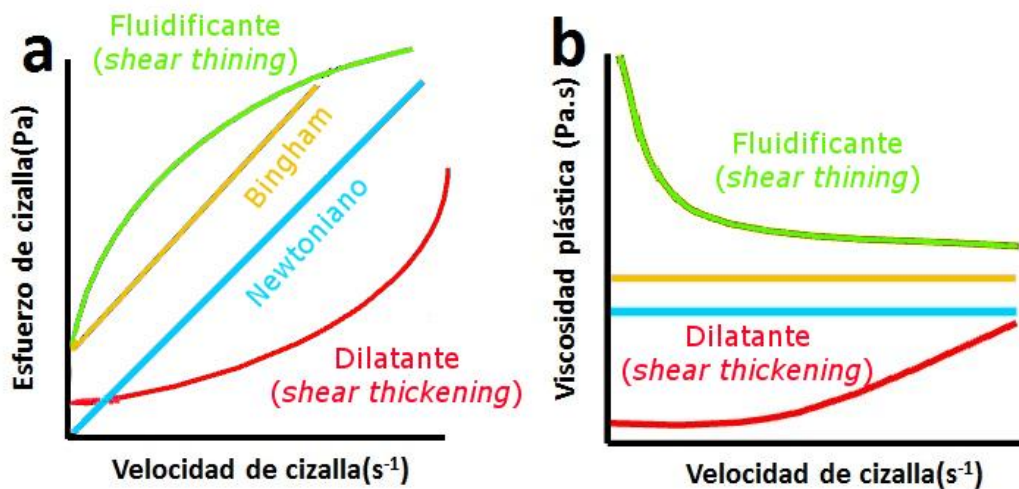 a
Fluidificante
(shear thining)
Bingham
Newtoniano
Dilatante
(shear thickening)
Esfuerzo de cizalla(Pa)
Velocidad de cizalla(s-1)
b
Fluidificante
(shear thining)
Dilatante
(shear thickening)
Viscosidad plástica (Pa.s)
Velocidad de cizalla(s-1)